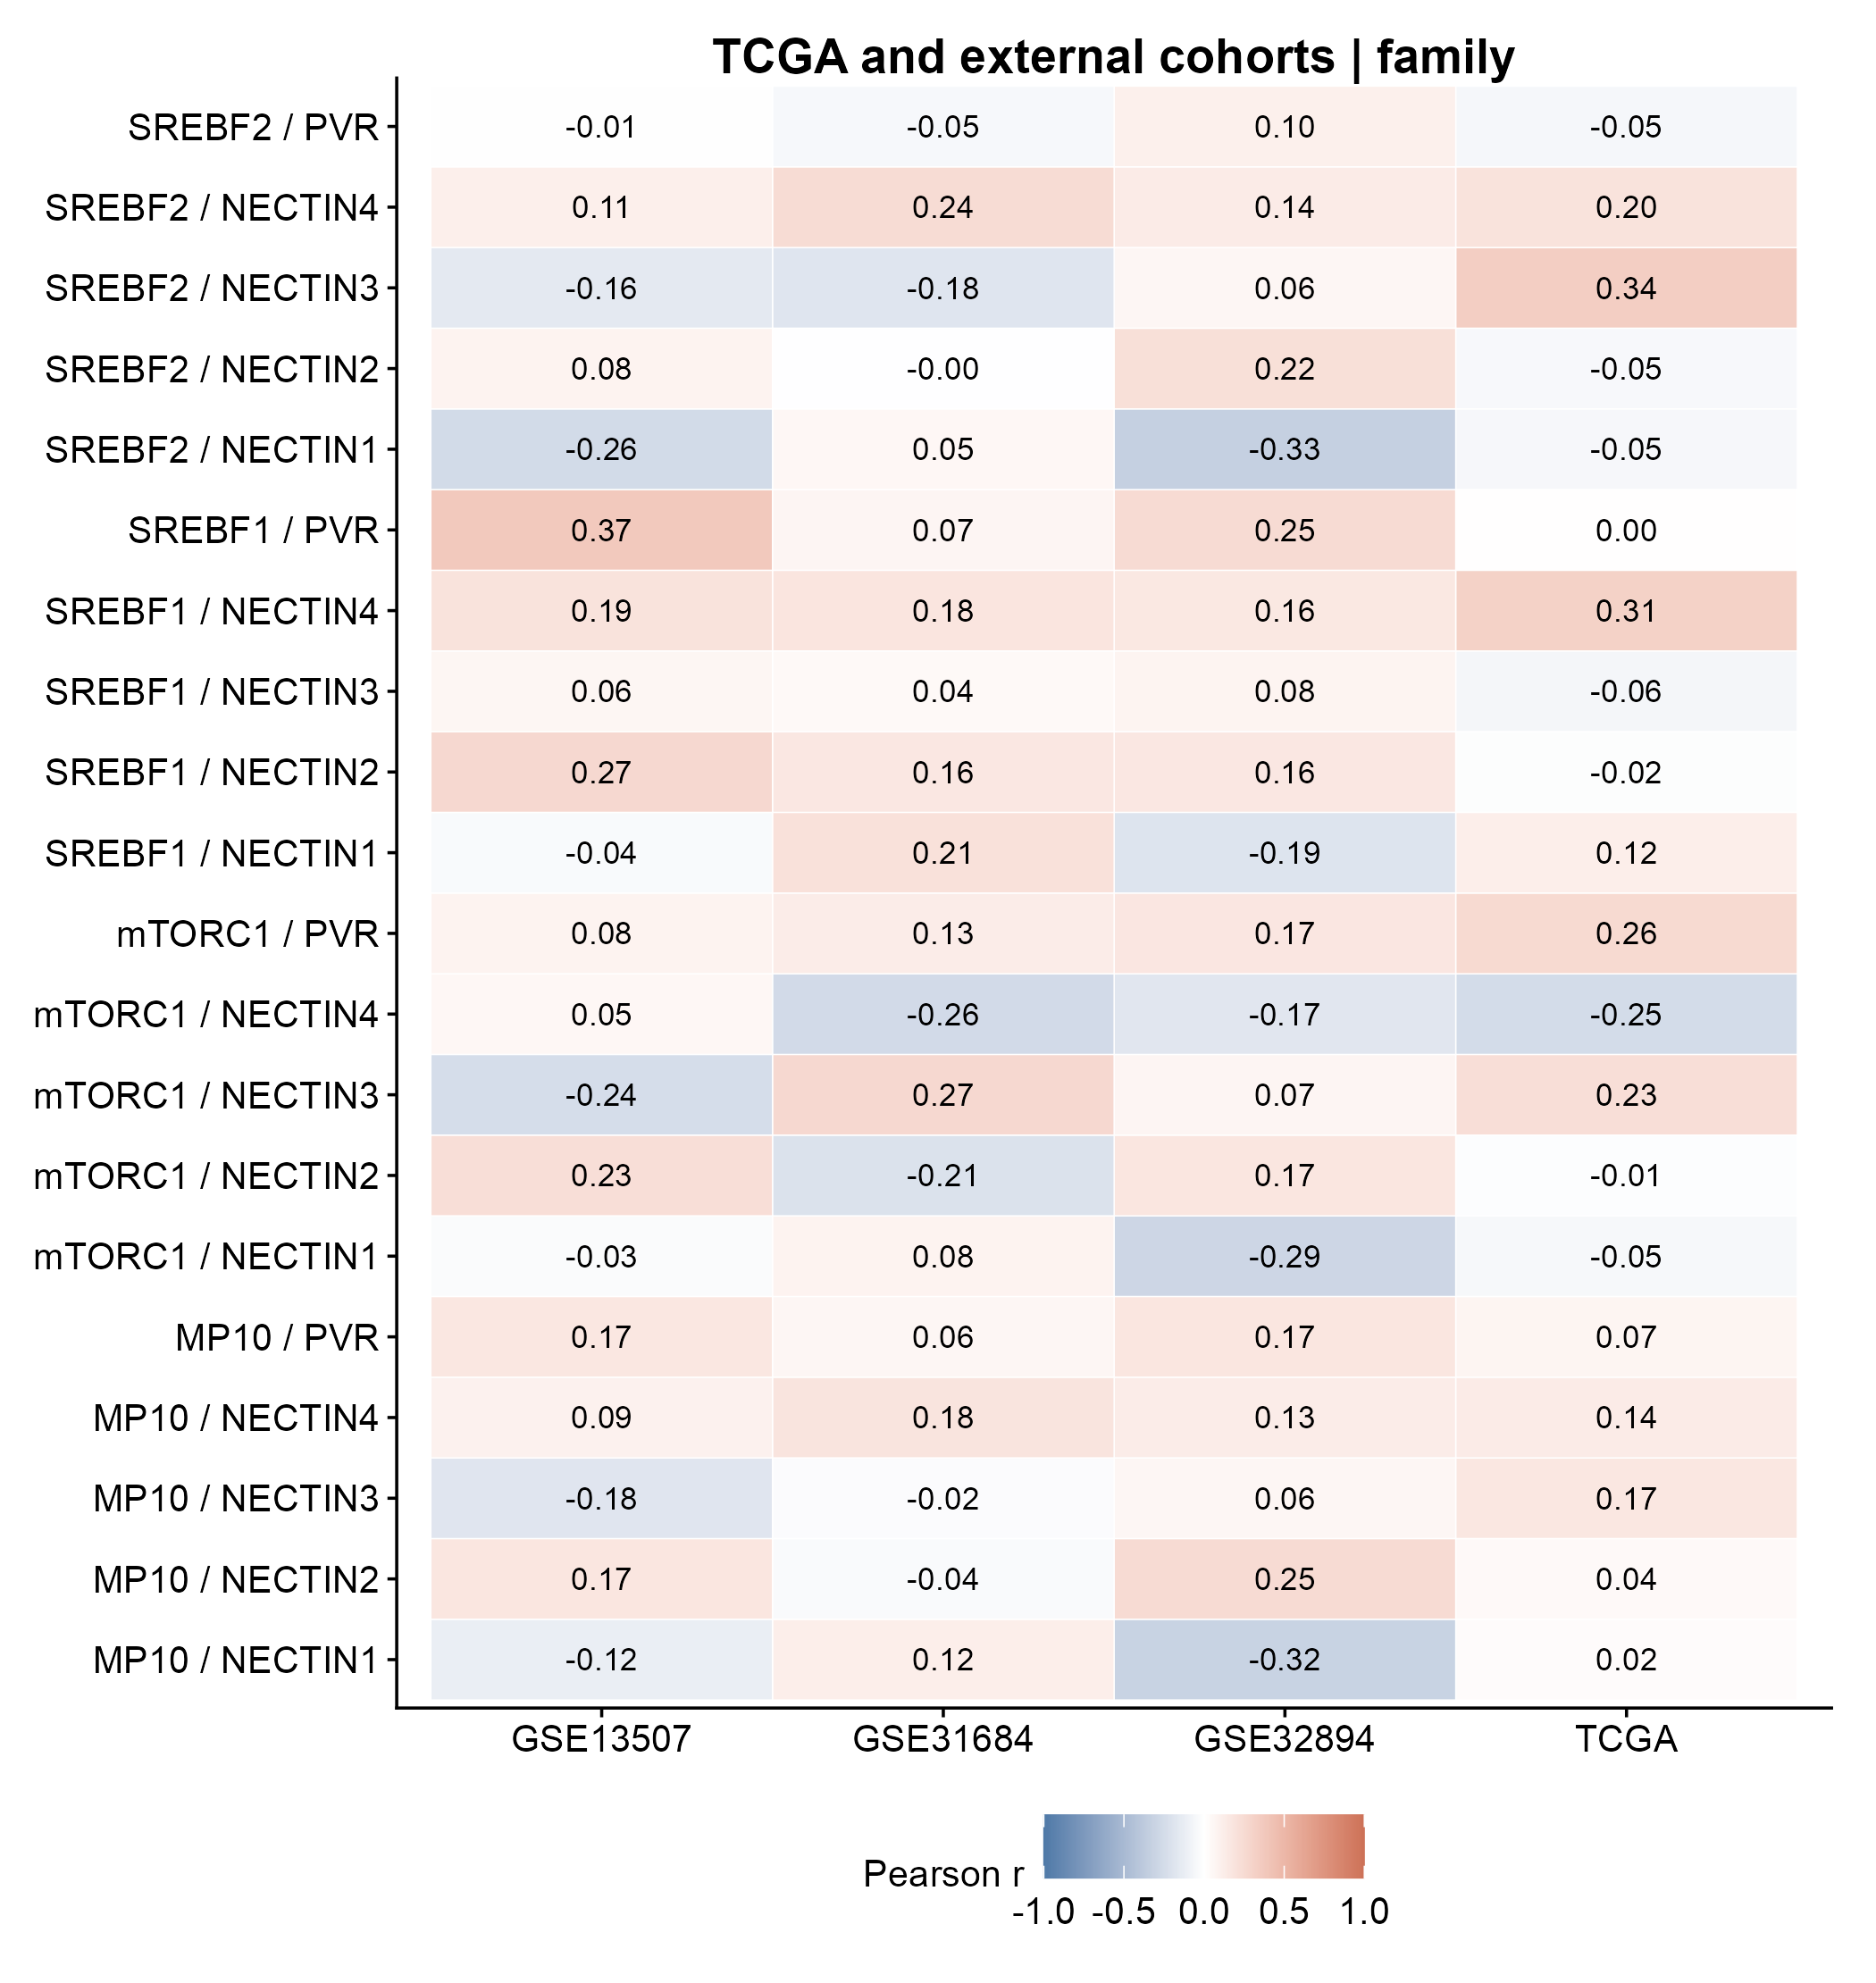 TCGA and external cohorts | family
SREBF2 / PVR -0.01 -0.05 0.10 -0.05
SREBF2 / NECTIN4 0.11 0.24 0.14 0.20
SREBF2 / NECTIN3 -0.16 -0.18 0.06 0.34
SREBF2 / NECTIN2 0.08 -0.00 0.22 -0.05
SREBF2 / NECTIN1 -0.26 0.05 -0.33 -0.05
SREBF1 / PVR 0.37 0.07 0.25 0.00
SREBF1 / NECTIN4 0.19 0.18 0.16 0.31
SREBF1 / NECTIN3 0.06 0.04 0.08 -0.06
SREBF1 / NECTIN2 0.27 0.16 0.16 -0.02
SREBF1 / NECTIN1 -0.04 0.21 -0.19 0.12
mTORC1 / PVR 0.08 0.13 0.17 0.26
mTORC1 / NECTIN4 0.05 -0.26 -0.17 -0.25
mTORC1 / NECTIN3 -0.24 0.27 0.07 0.23
mTORC1 / NECTIN2 0.23 -0.21 0.17 -0.01
mTORC1 / NECTIN1 -0.03 0.08 -0.29 -0.05
MP10 / PVR 0.17 0.06 0.17 0.07
MP10 / NECTIN4 0.09 0.18 0.13 0.14
MP10 / NECTIN3 -0.18 -0.02 0.06 0.17
MP10 / NECTIN2 0.17 -0.04 0.25 0.04
MP10 / NECTIN1 -0.12 0.12 -0.32 0.02
GSE13507 GSE31684 GSE32894 TCGA
Pearson r
-1.0 -0.5 0.0 0.5 1.0